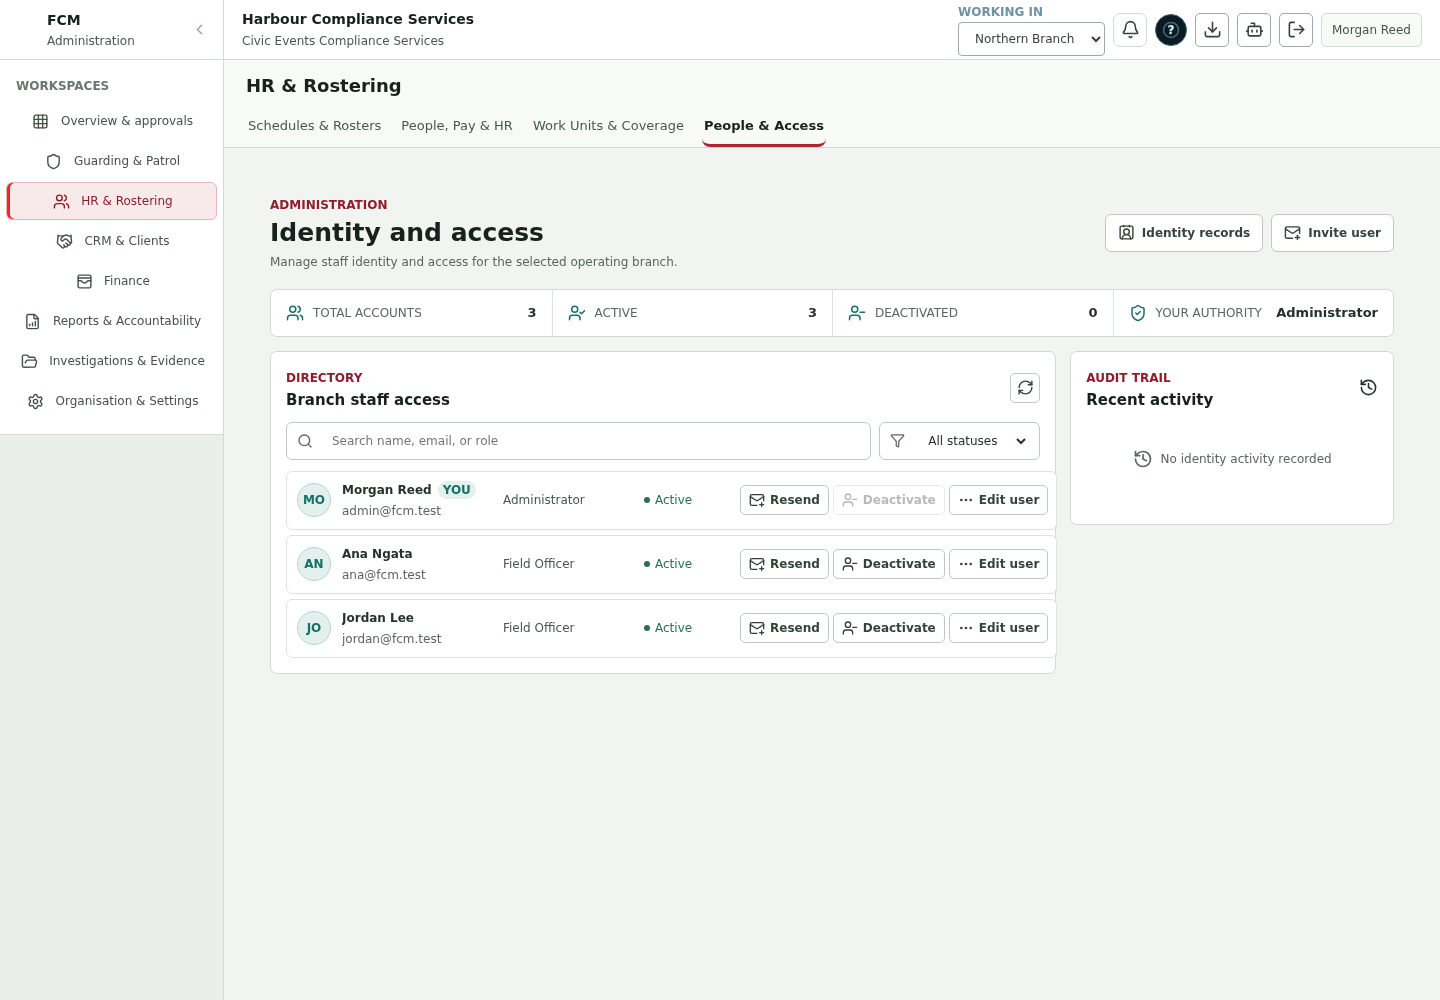 FCM
Administration
WORKSPACES
Overview & approvals
Guarding & Patrol
HR & Rostering
CRM & Clients
Finance
Reports & Accountability
Investigations & Evidence
Organisation & Settings
Harbour Compliance Services
Civic Events Compliance Services
WORKING IN
Northern Branch
?
Morgan Reed
HR & Rostering
Schedules & Rosters People, Pay & HR Work Units & Coverage People & Access
ADMINISTRATION
Identity and access
Manage staff identity and access for the selected operating branch.
Identity records Invite user
TOTAL ACCOUNTS 3 ACTIVE 3 DEACTIVATED 0 YOUR AUTHORITY Administrator
DIRECTORY
Branch staff access
Search name, email, or role All statuses
MO Morgan Reed YOU
admin@fcm.test
Administrator Active Resend Deactivate Edit user
AN Ana Ngata
ana@fcm.test
Field Officer Active Resend Deactivate Edit user
JO Jordan Lee
jordan@fcm.test
Field Officer Active Resend Deactivate Edit user
AUDIT TRAIL
Recent activity
No identity activity recorded